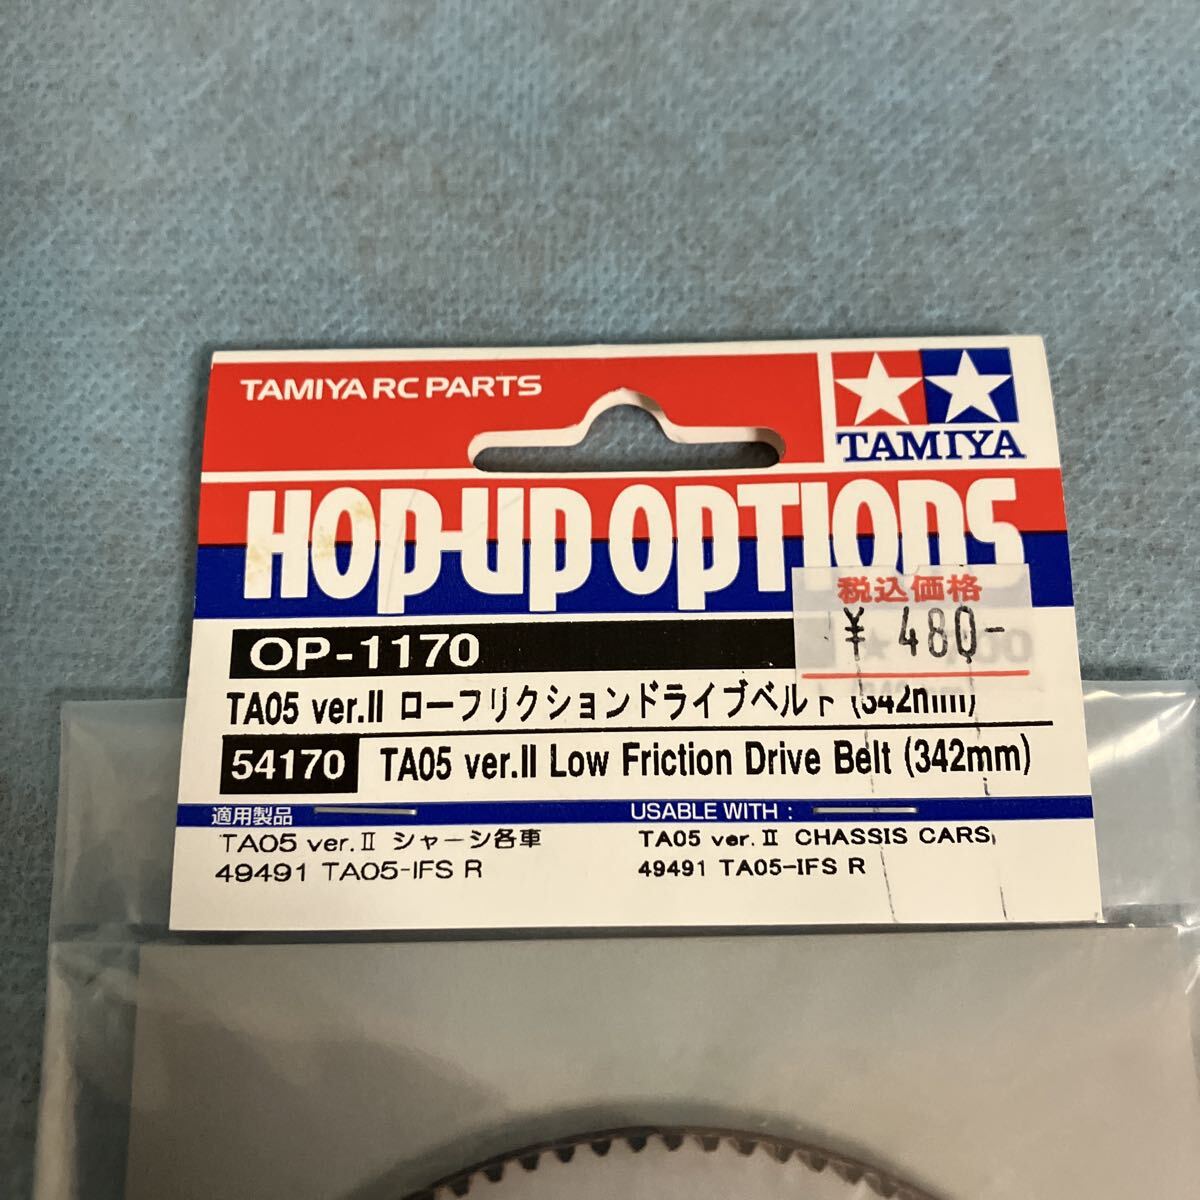 TAMIYA RC PARTS
TAMIYA
HOP-UP OPTIONS
税込価格
¥ 480-
OP-1170
TA05 ver.II ローフリクションドライブベルト (342mm)
54170 TA05 ver.II Low Friction Drive Belt (342mm)
適用製品
TA05 ver.Ⅱ シャーシ各車
49491 TA05-IFS R
USABLE WITH :
TA05 ver.Ⅱ CHASSIS CARS,
49491 TA05-IFS R